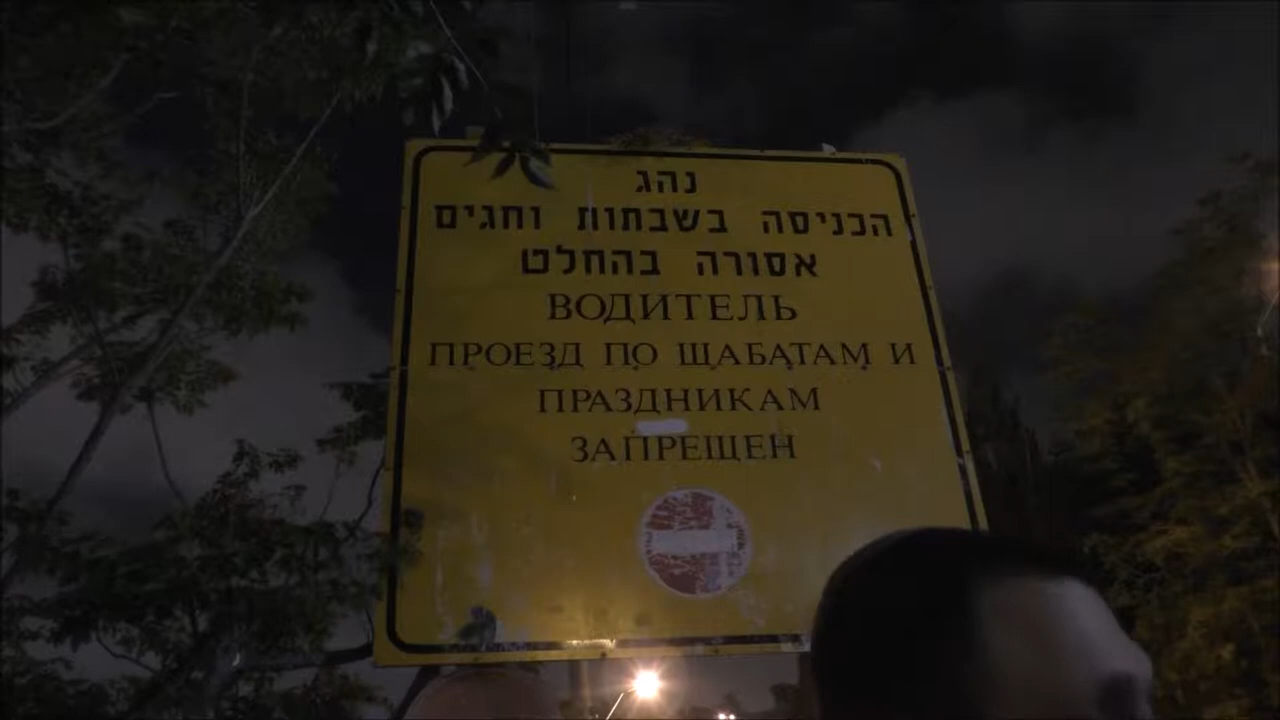 נהג
הכניסה בשבתות וחגים
אסורה בהחלט
ВОДИТЕЛЬ
ПРОЕЗД ПО ШАБАТАМ И
ПРАЗДНИКАМ
ЗАПРЕЩЕН